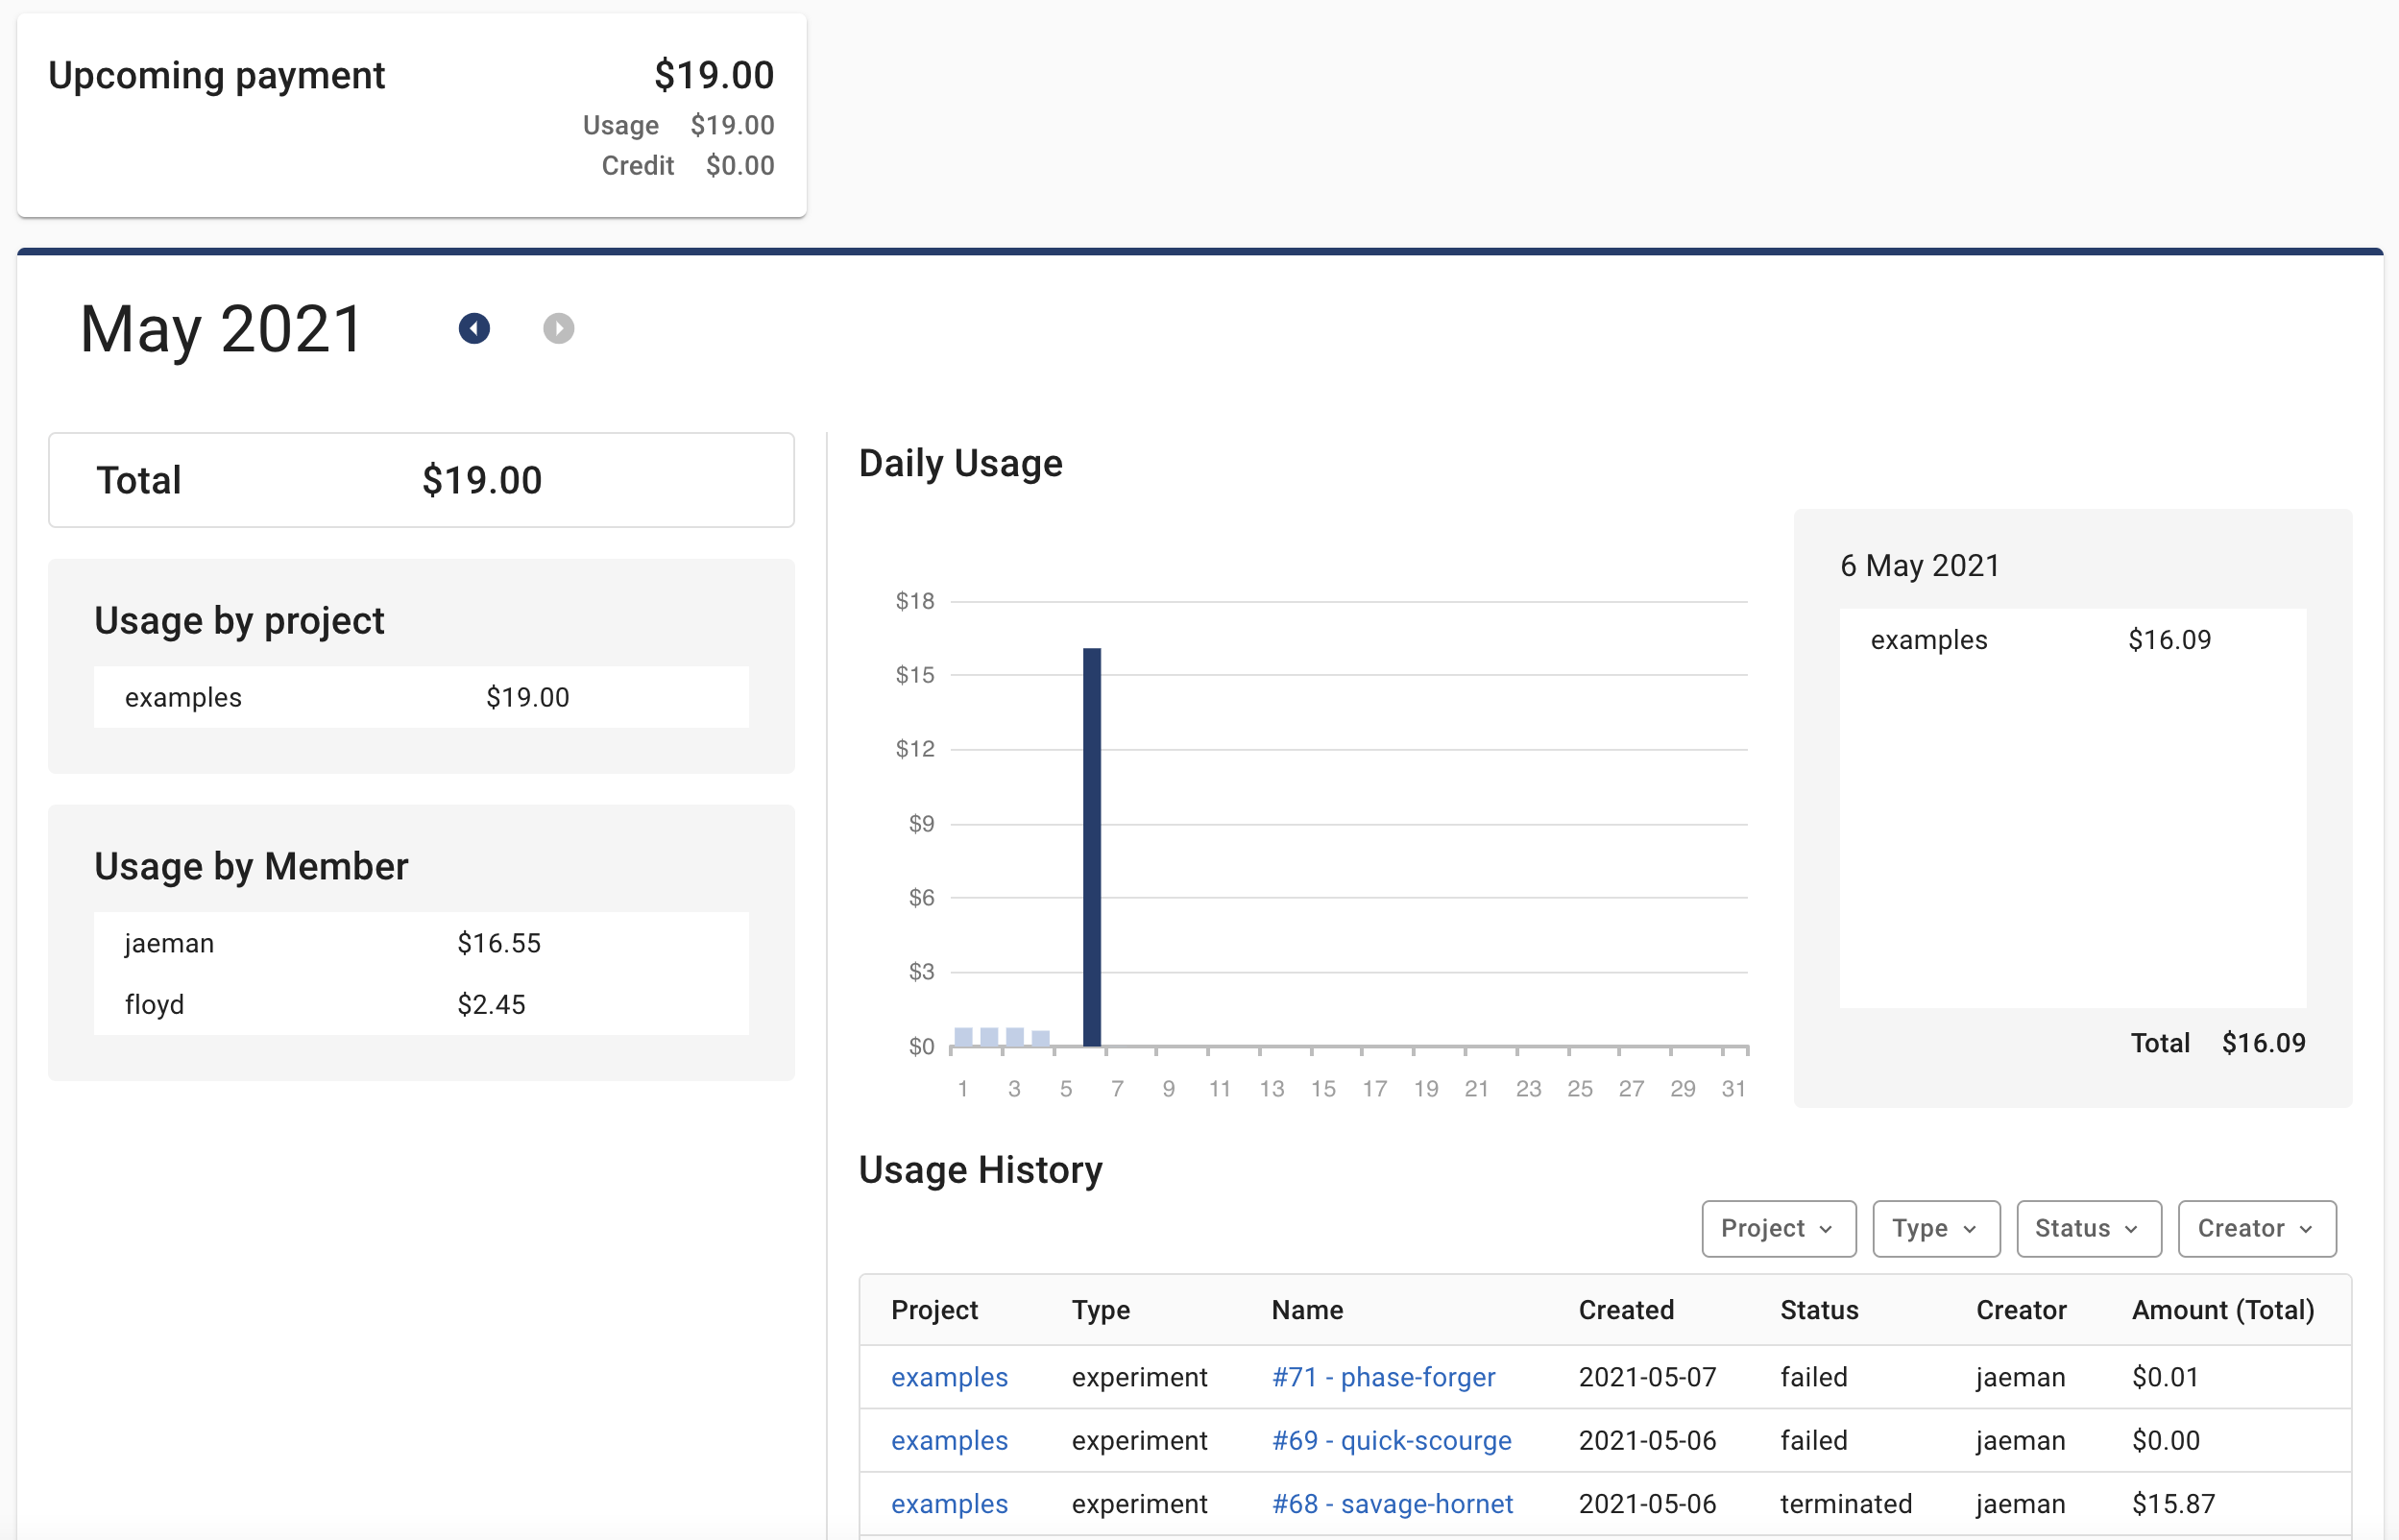 Upcoming payment $19.00
Usage $19.00
Credit $0.00
May 2021
Total $19.00
Usage by project
examples $19.00
Usage by Member
jaeman $16.55
floyd $2.45
Daily Usage
$18
$15
$12
$9
$6
$3
$0
1 3 5 7 9 11 13 15 17 19 21 23 25 27 29 31
6 May 2021
examples $16.09
Total $16.09
Usage History
Project Type Status Creator
Project Type Name Created Status Creator Amount (Total)
examples experiment #71 - phase-forger 2021-05-07 failed jaeman $0.01
examples experiment #69 - quick-scourge 2021-05-06 failed jaeman $0.00
examples experiment #68 - savage-hornet 2021-05-06 terminated jaeman $15.87